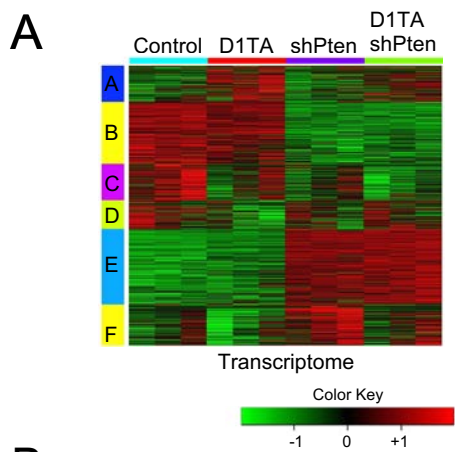 A
Control D1TA shPten D1TA shPten
A
B
C
D
E
F
Transcriptome
Color Key
-1 0 +1